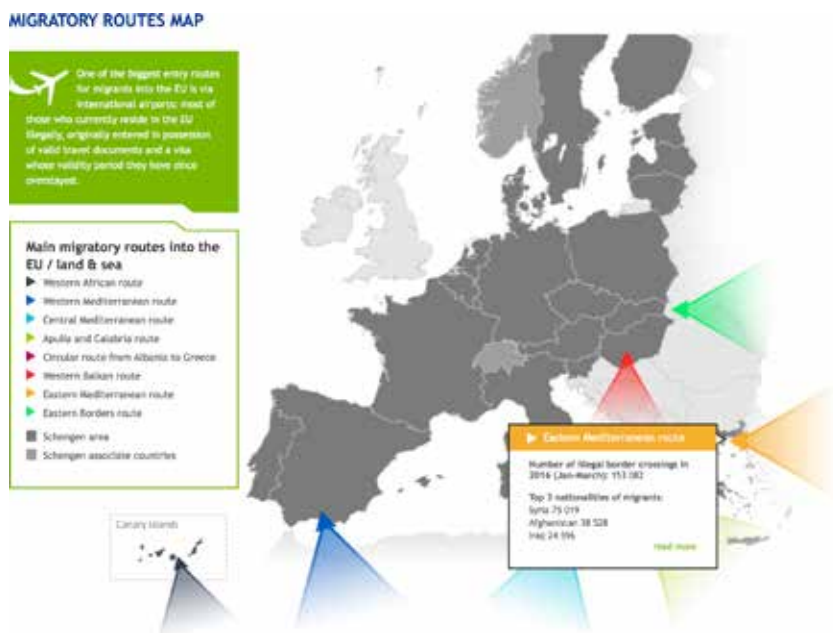 MIGRATORY ROUTES MAP
One of the biggest entry routes
for migrants into the EU is via
international airports: most of
those who currently reside in the EU
illegally, originally entered in possession
of valid travel documents and a visa
whose validity period they have since
overstayed.
Main migratory routes into the
EU / land & sea
Western African route
Western Mediterranean route
Central Mediterranean route
Apulia and Calabria route
Circular route from Albania to Greece
Western Balkan route
Eastern Mediterranean route
Eastern Borders route
Schengen area
Schengen associate countries
Canary Islands
Eastern Mediterranean route
Number of illegal border crossings in
2016 (Jan-March):
Top 3 nationalities of migrants:
Syria 75 019
Afghanistan 38 528
Iraq
read more